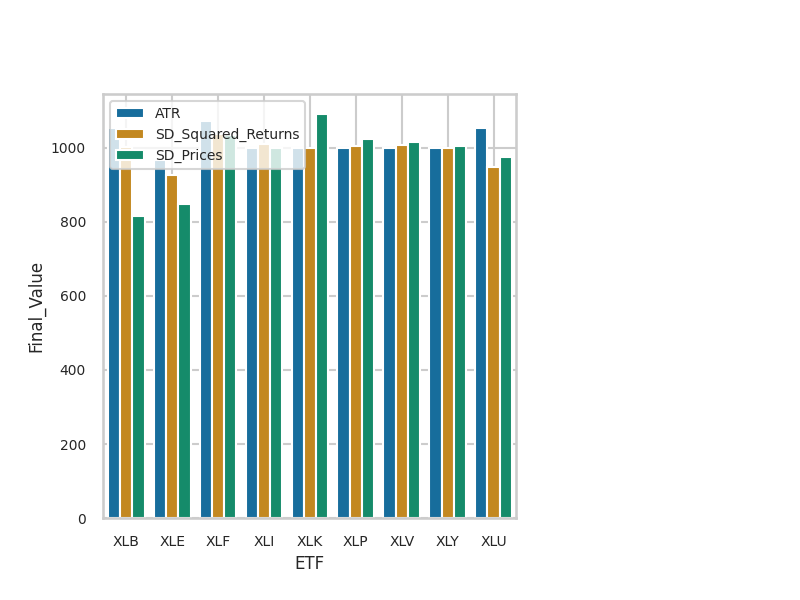 ATR
SD_Squared_Returns
SD_Prices
1000
800
600
400
200
0
Final_Value
XLB XLE XLF XLI XLK XLP XLV XLY XLU
ETF